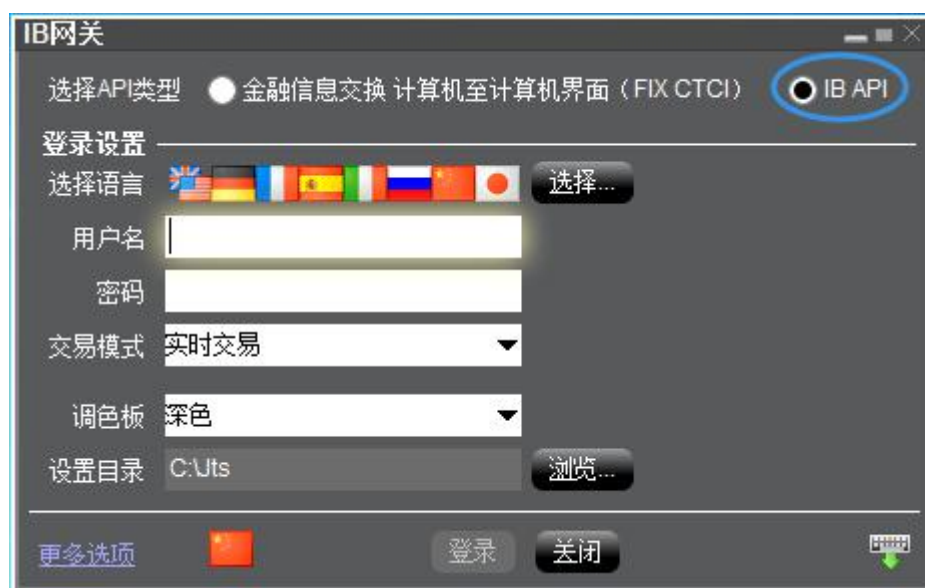 IB网关
选择API类型 金融信息交换 计算机至计算机界面（FIX CTCI） IB API
登录设置
选择语言 选择...
用户名
密码
交易模式 实时交易
调色板 深色
设置目录 C:\Jts 浏览...
更多选项 登录 关闭